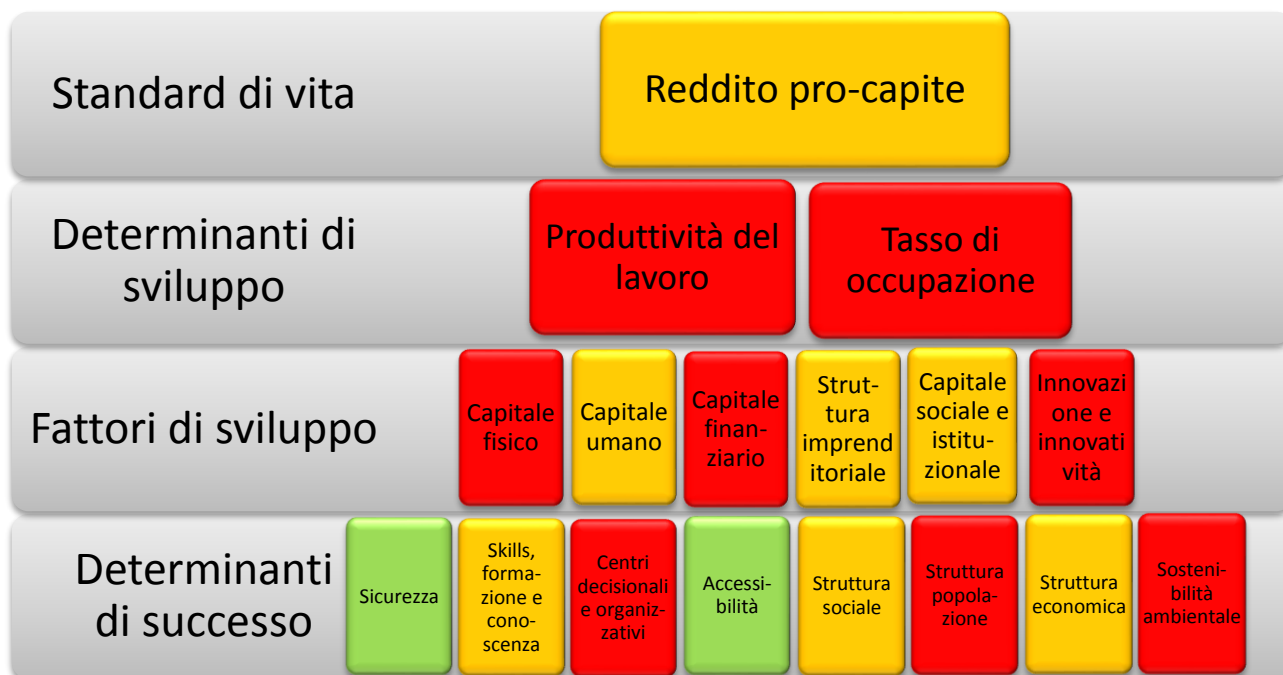 Standard di vita
Reddito pro-capite
Determinanti di
sviluppo
Produttività del
lavoro
Tasso di
occupazione
Fattori di sviluppo
Capitale
fisico
Capitale
umano
Capitale
finan-
ziario
Strut-
tura
imprend
itoriale
Capitale
sociale e
istitu-
zionale
Innovazi
one e
innovati
vità
Determinanti
di successo
Sicurezza
Skills,
forma-
zione e
cono-
scenza
Centri
decisionali
e organiz-
zativi
Accessi-
bilità
Struttura
sociale
Struttura
popola-
zione
Struttura
economica
Sosteni-
bilità
ambientale